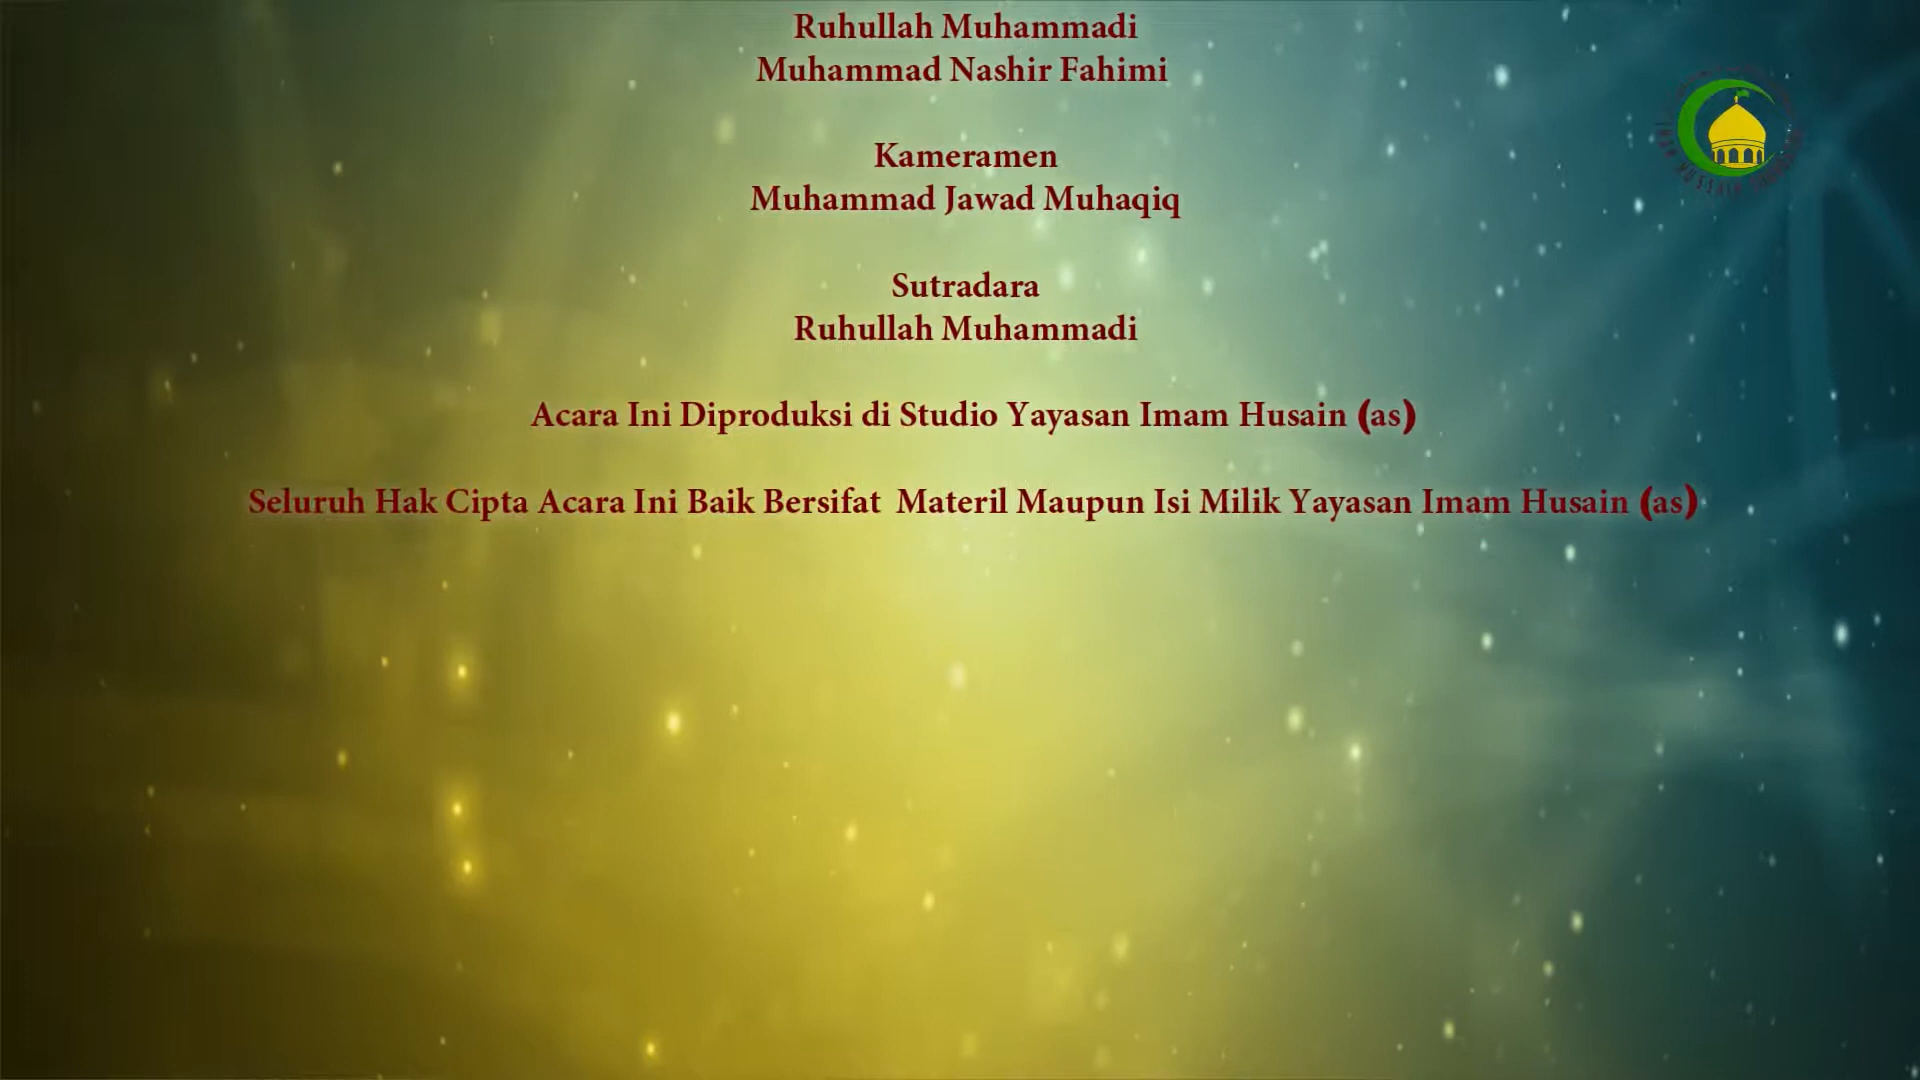 Ruhullah Muhammadi
Muhammad Nashir Fahimi
Kameramen
Muhammad Jawad Muhaqiq
Sutradara
Ruhullah Muhammadi
Acara Ini Diproduksi di Studio Yayasan Imam Husain (as)
Seluruh Hak Cipta Acara Ini Baik Bersifat Materil Maupun Isi Milik Yayasan Imam Husain (as)